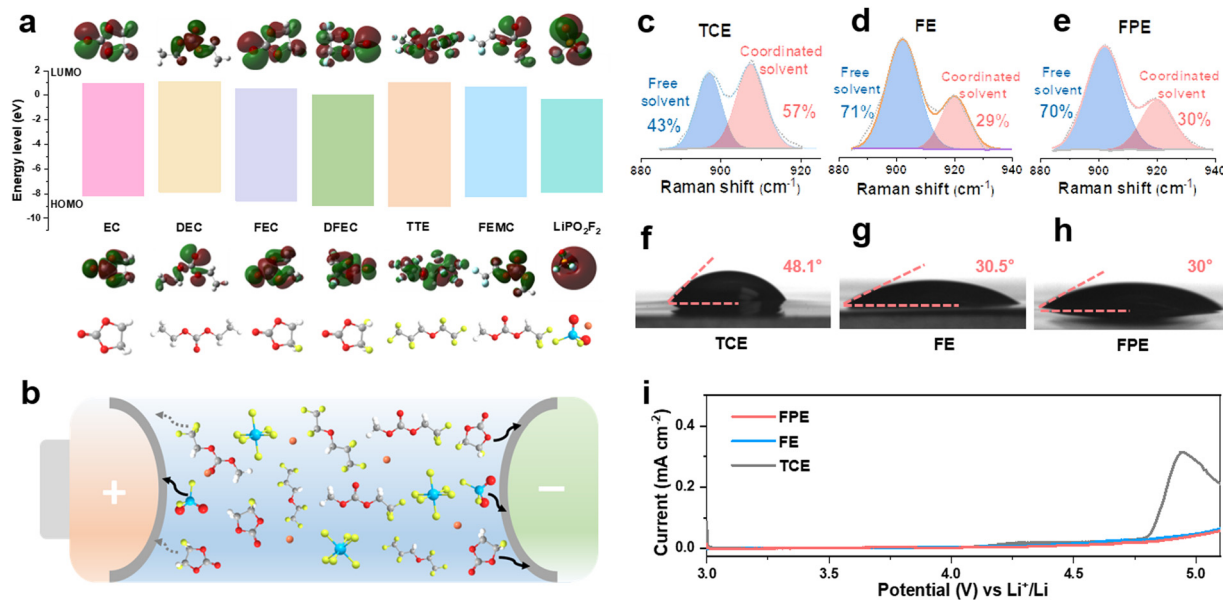 a
LUMO
2
0
-2
-4
-6
-8
HOMO
-10
Energy level (eV)
EC DEC FEC DFEC TTE FEMC LiPO₂F₂
b
+
−
c
TCE
Free
solvent
43%
Coordinated
solvent
57%
880 900 920
Raman shift (cm⁻¹)
d
FE
Free
solvent
71%
Coordinated
solvent
29%
880 900 920 940
Raman shift (cm⁻¹)
e
FPE
Free
solvent
70%
Coordinated
solvent
30%
880 900 920 940
Raman shift (cm⁻¹)
f
48.1°
TCE
g
30.5°
FE
h
30°
FPE
i
FPE
FE
TCE
0.4
0.2
0.0
Current (mA cm⁻²)
3.0 3.5 4.0 4.5 5.0
Potential (V) vs Li⁺/Li